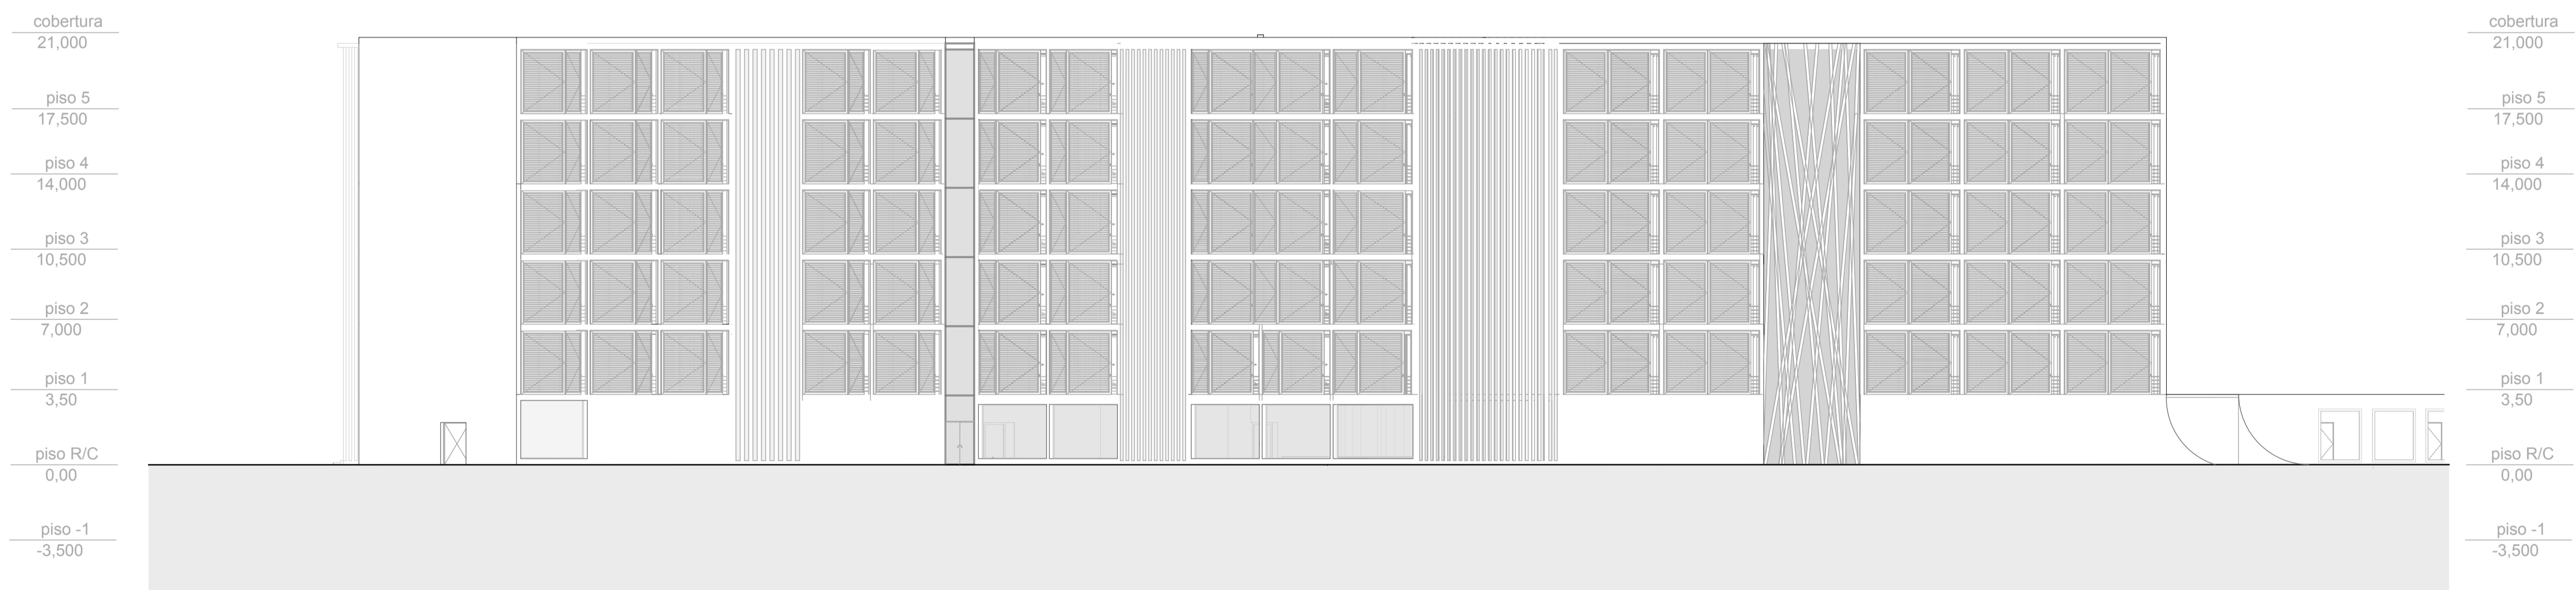 cobertura
21,000
piso 5
17,500
piso 4
14,000
piso 3
10,500
piso 2
7,000
piso 1
3,50
piso R/C
0,00
piso -1
-3,500
cobertura
21,000
piso 5
17,500
piso 4
14,000
piso 3
10,500
piso 2
7,000
piso 1
3,50
piso R/C
0,00
piso -1
-3,500